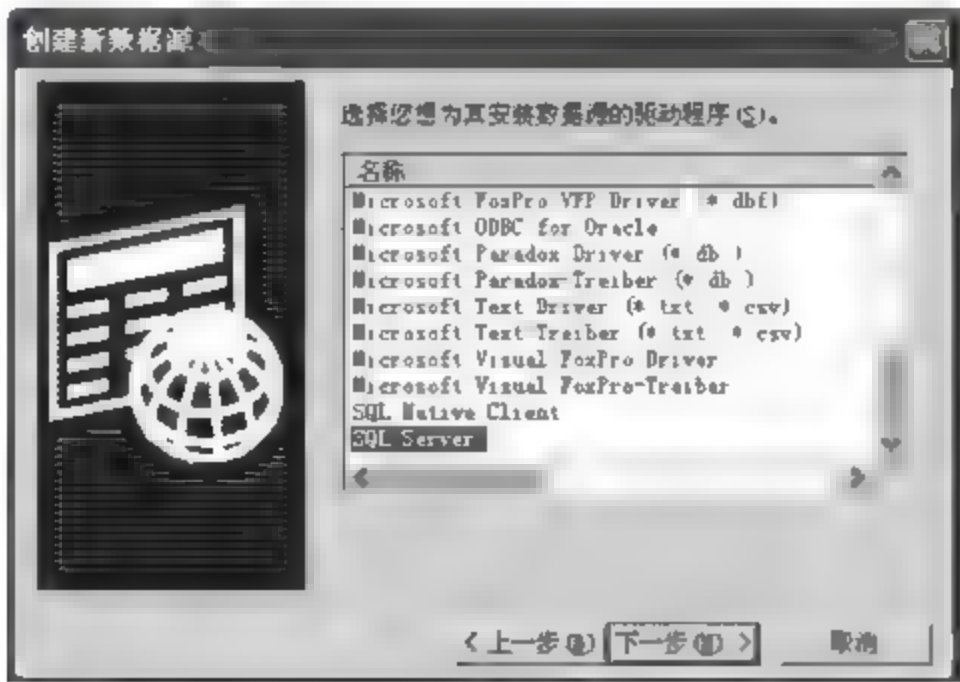 创建新数据源
选择您想为其安装数据源的驱动程序(S)。
名称
Microsoft FoxPro VFP Driver (* dbf)
Microsoft ODBC for Oracle
Microsoft Paradox Driver (* db )
Microsoft Paradox-Treiber (* db )
Microsoft Text Driver (* txt * csv)
Microsoft Text Treiber (* txt * csv)
Microsoft Visual FoxPro Driver
Microsoft Visual FoxPro-Treiber
SQL Native Client
SQL Server
< 上一步(B) 下一步(N) > 取消